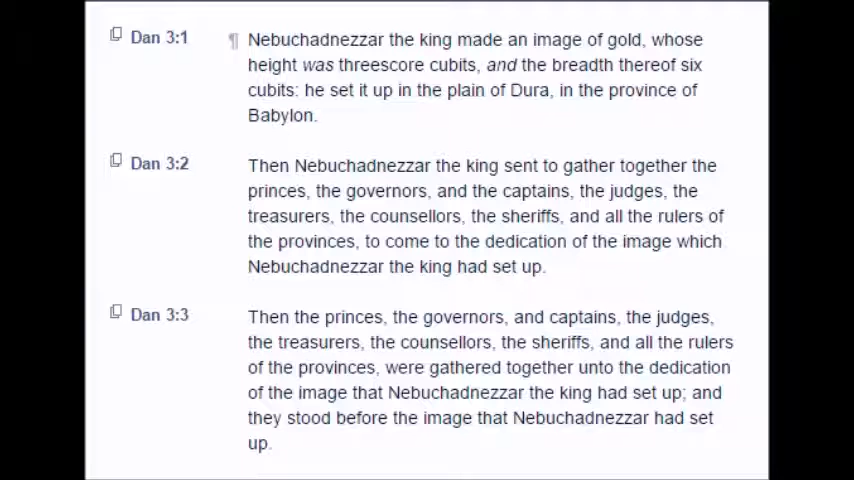 Dan 3:1 ¶ Nebuchadnezzar the king made an image of gold, whose
height was threescore cubits, and the breadth thereof six
cubits: he set it up in the plain of Dura, in the province of
Babylon.
Dan 3:2 Then Nebuchadnezzar the king sent to gather together the
princes, the governors, and the captains, the judges, the
treasurers, the counsellors, the sheriffs, and all the rulers of
the provinces, to come to the dedication of the image which
Nebuchadnezzar the king had set up.
Dan 3:3 Then the princes, the governors, and captains, the judges,
the treasurers, the counsellors, the sheriffs, and all the rulers
of the provinces, were gathered together unto the dedication
of the image that Nebuchadnezzar the king had set up; and
they stood before the image that Nebuchadnezzar had set
up.